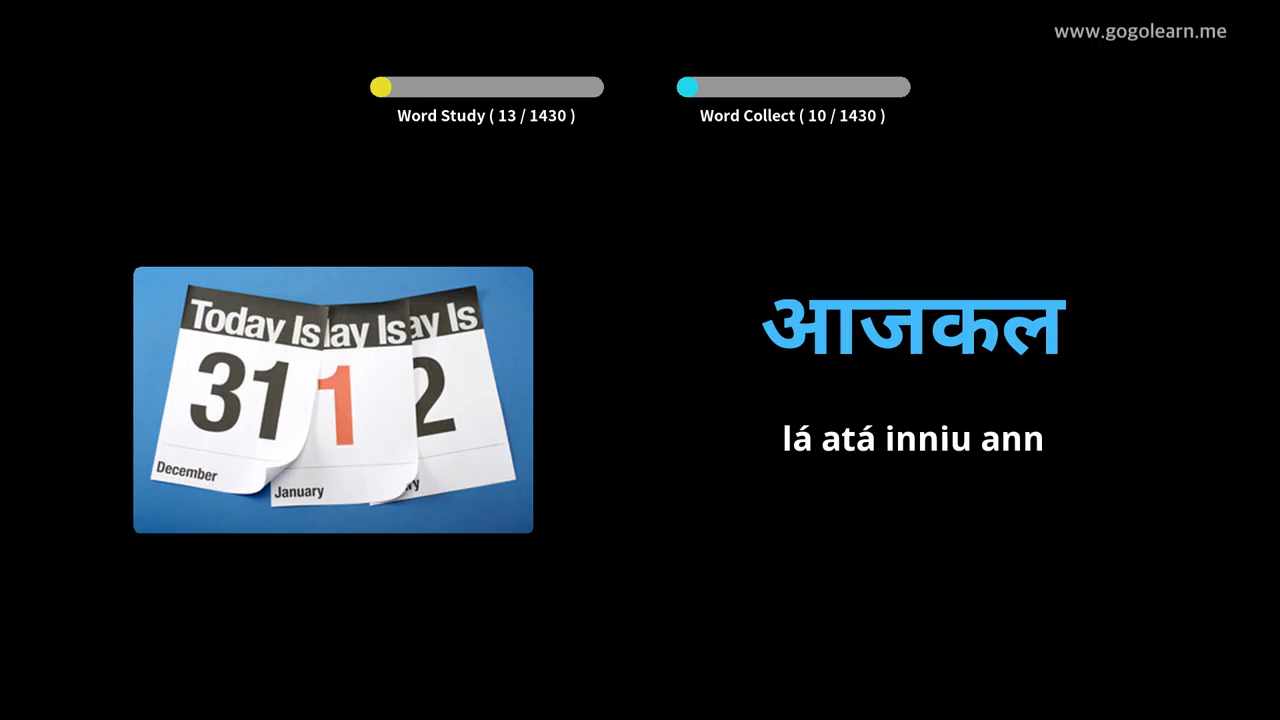 www.gogolearn.me
Word Study ( 13 / 1430 )
Word Collect ( 10 / 1430 )
Today Is
ay Is
ay Is
31
1
2
December
January
आजकल
lá atá inniu ann